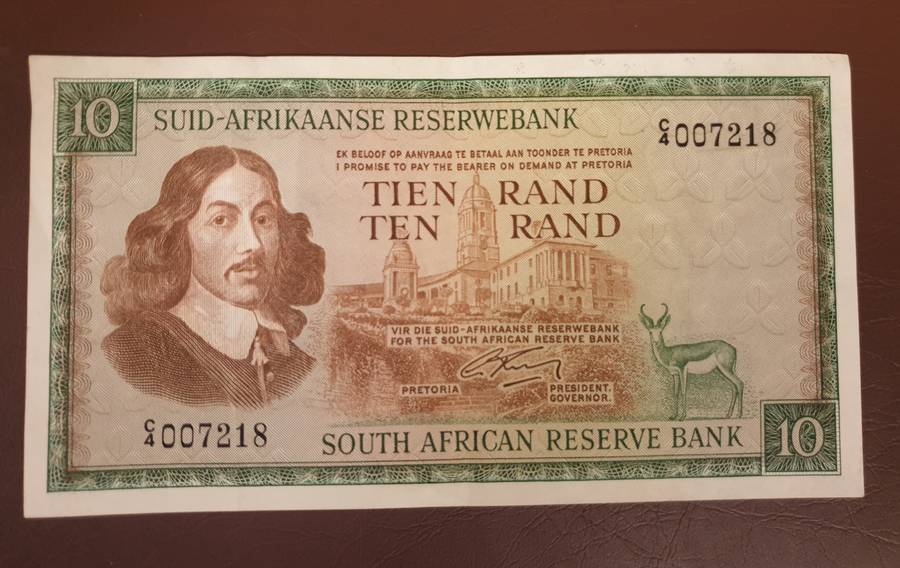 10
SUID-AFRIKAANSE RESERWEBANK
C/4 007218
EK BELOOF OP AANVRAAG TE BETAAL AAN TOONDER TE PRETORIA
I PROMISE TO PAY THE BEARER ON DEMAND AT PRETORIA
TIEN RAND
TEN RAND
VIR DIE SUID-AFRIKAANSE RESERWEBANK
FOR THE SOUTH AFRICAN RESERVE BANK
PRETORIA
PRESIDENT.
GOVERNOR.
C/4 007218
SOUTH AFRICAN RESERVE BANK
10